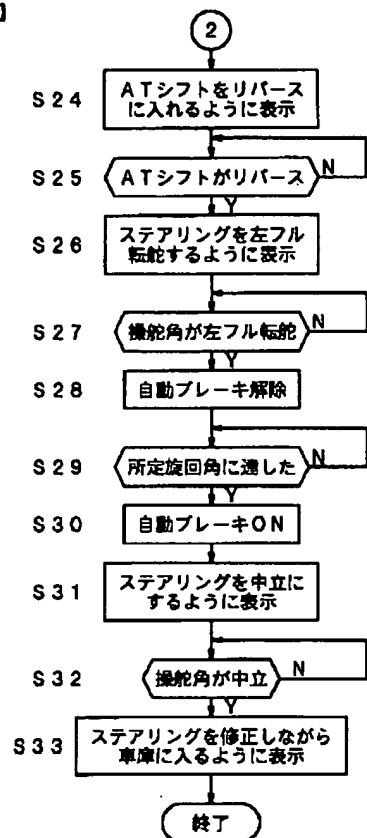 】
2
S24
ATシフトをリバース
に入れるように表示
S25
ATシフトがリバース
N
Y
S26
ステアリングを左フル
転舵するように表示
S27
操舵角が左フル転舵
N
Y
S28
自動ブレーキ解除
S29
所定旋回角に達した
N
Y
S30
自動ブレーキON
S31
ステアリングを中立に
するように表示
S32
操舵角が中立
N
Y
S33
ステアリングを修正しながら
車庫に入るように表示
終了